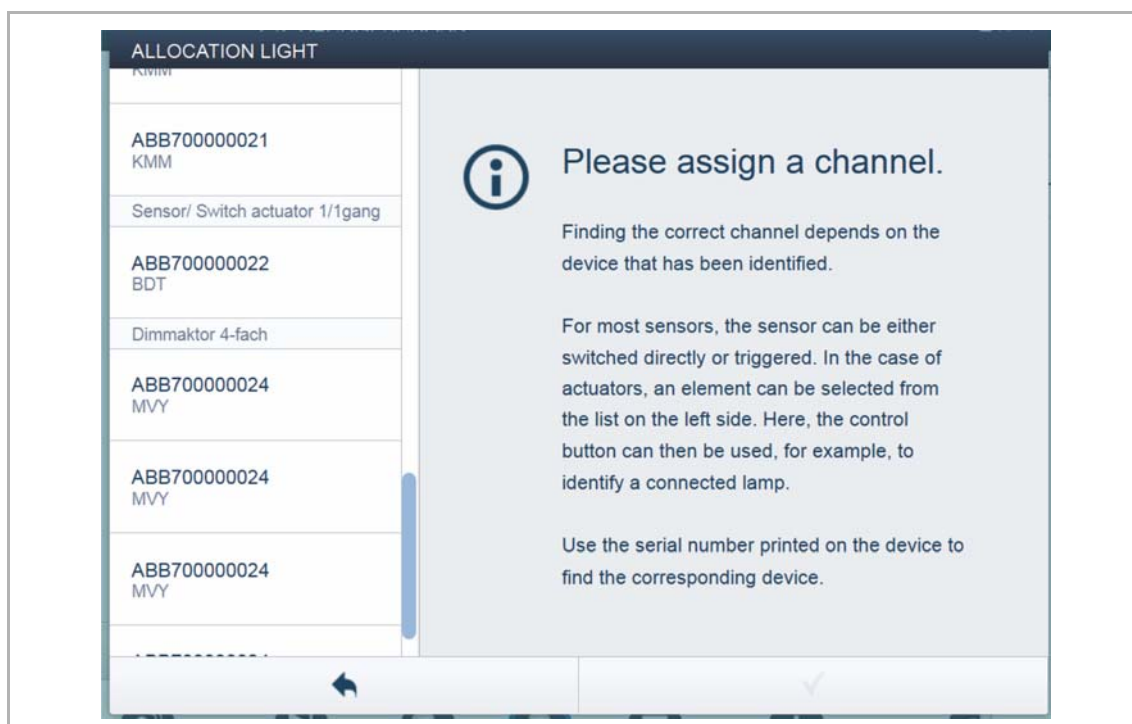 ALLOCATION LIGHT
KMM
ABB700000021
KMM
Sensor/ Switch actuator 1/1gang
ABB700000022
BDT
Dimmaktor 4-fach
ABB700000024
MVY
ABB700000024
MVY
ABB700000024
MVY
Please assign a channel.
Finding the correct channel depends on the
device that has been identified.
For most sensors, the sensor can be either
switched directly or triggered. In the case of
actuators, an element can be selected from
the list on the left side. Here, the control
button can then be used, for example, to
identify a connected lamp.
Use the serial number printed on the device to
find the corresponding device.